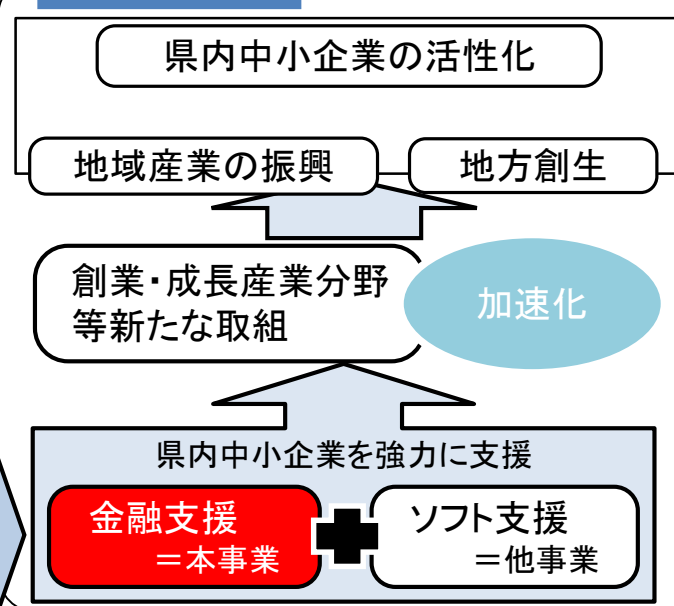 県内中小企業の活性化
地域産業の振興
地方創生
創業・成長産業分野
等新たな取組
加速化
県内中小企業を強力に支援
金融支援
＝本事業
ソフト支援
＝他事業